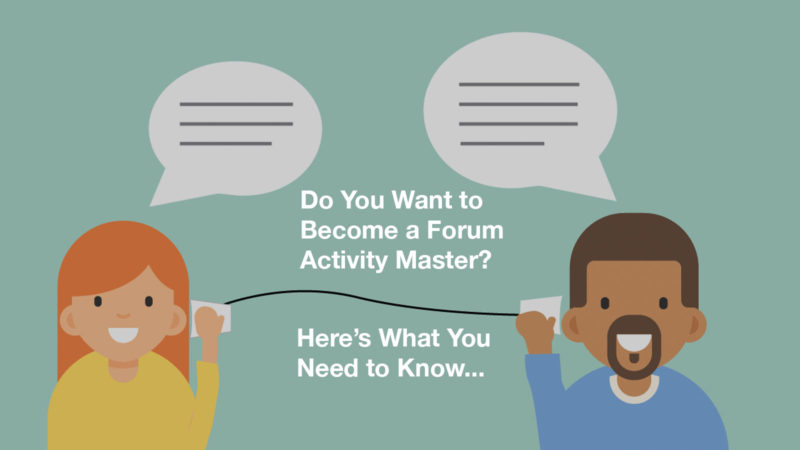 Do You Want to
Become a Forum
Activity Master?
Here’s What You
Need to Know...